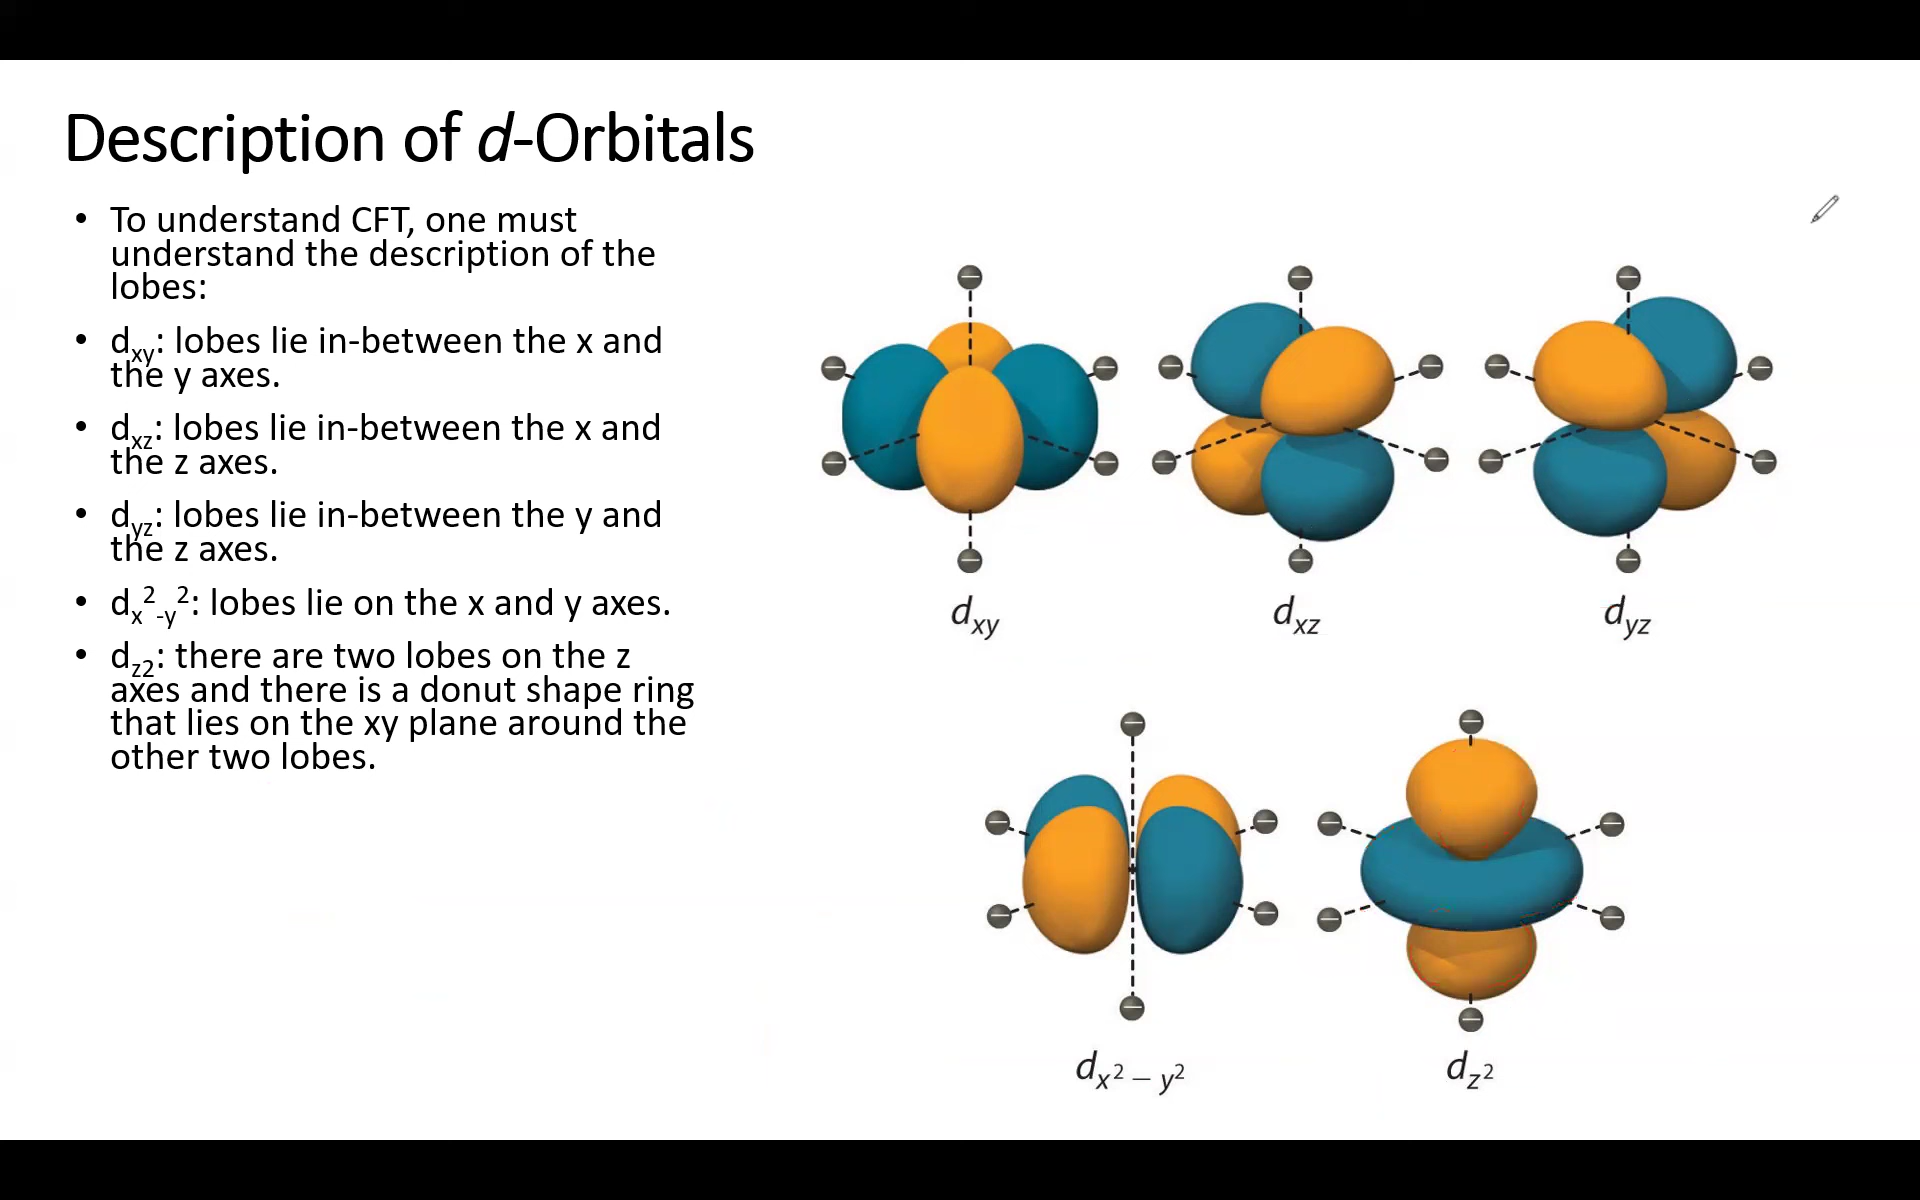 Description of d-Orbitals
• To understand CFT, one must
understand the description of the
lobes:
• dxy: lobes lie in-between the x and
the y axes.
• dxz: lobes lie in-between the x and
the z axes.
• dyz: lobes lie in-between the y and
the z axes.
• dx²-y²: lobes lie on the x and y axes.
• dz2: there are two lobes on the z
axes and there is a donut shape ring
that lies on the xy plane around the
other two lobes.
dxy dxz dyz
dx² – y² dz²